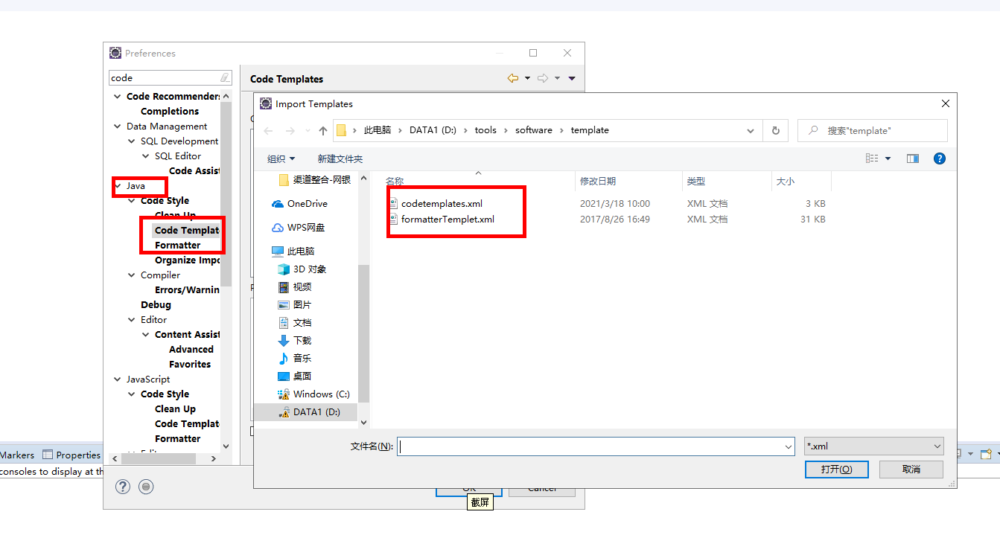 Preferences
code
Code Templates
Code Recommenders
Completions
Data Management
SQL Development
SQL Editor
Code Assist
Java
Code Style
Clean Up
Code Templat
Formatter
Organize Impo
Compiler
Errors/Warnin
Debug
Editor
Content Assist
Advanced
Favorites
JavaScript
Code Style
Clean Up
Code Templat
Formatter
Import Templates
此电脑 › DATA1 (D:) › tools › software › template
搜索"template"
组织 新建文件夹
渠道整合-网银
OneDrive
WPS网盘
此电脑
3D 对象
视频
图片
文档
下载
音乐
桌面
Windows (C:)
DATA1 (D:)
名称 修改日期 类型 大小
codetemplates.xml 2021/3/18 10:00 XML 文档 3 KB
formatterTemplet.xml 2017/8/26 16:49 XML 文档 31 KB
文件名(N): *.xml
打开(O) 取消
Markers Properties
consoles to display at th
OK Cancel
截屏